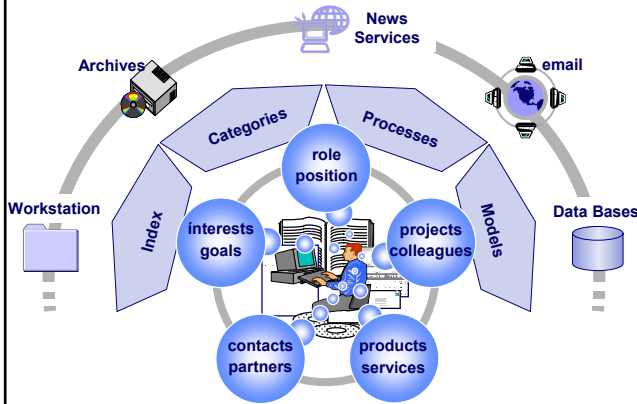 News
Services
Archives
email
Categories
Processes
role
position
Workstation
Index
interests
goals
projects
colleagues
Models
Data Bases
contacts
partners
products
services